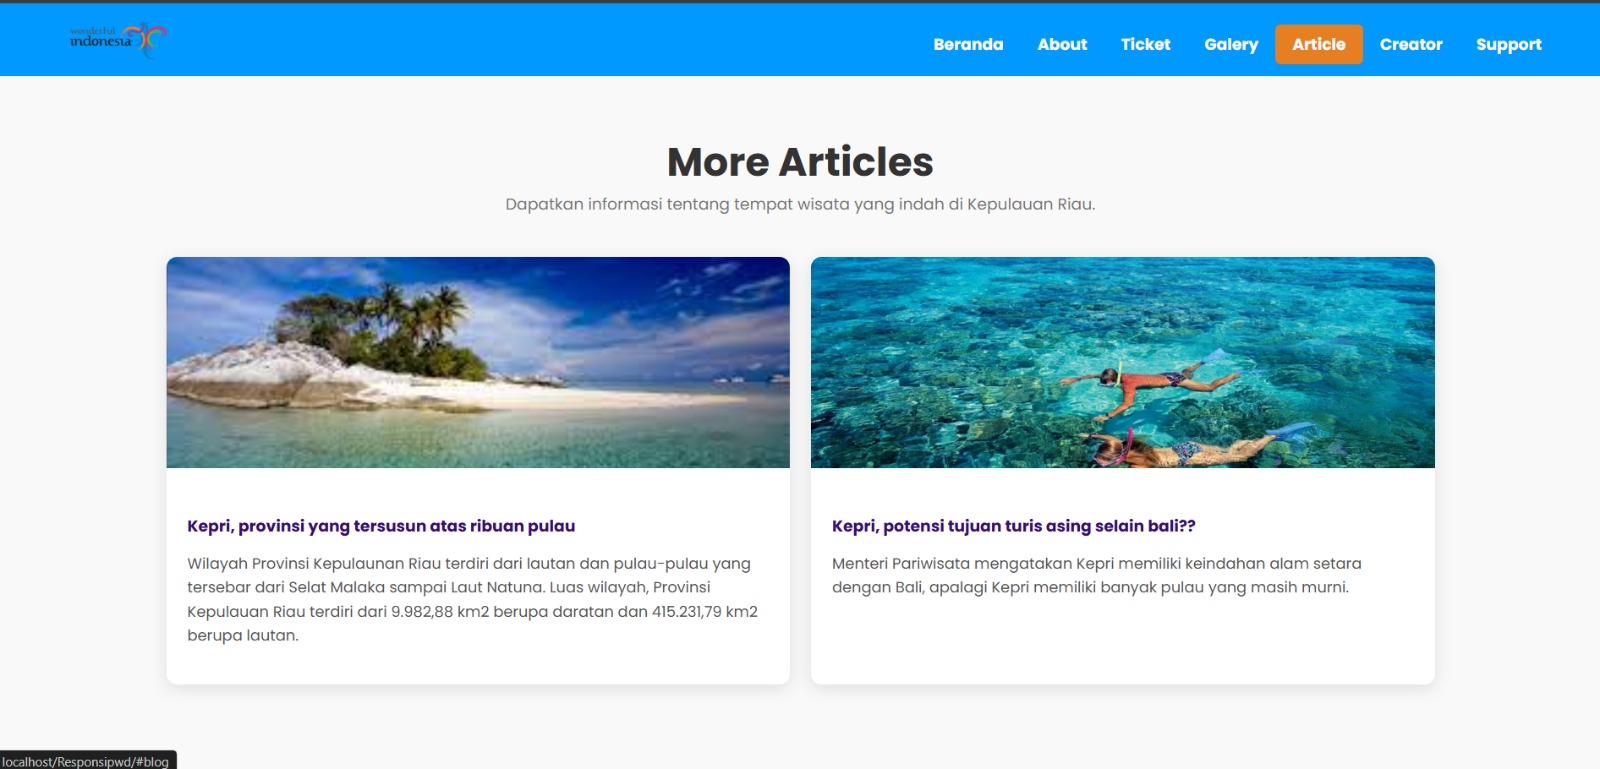 wonderful
indonesia
Beranda About Ticket Galery Article Creator Support
More Articles
Dapatkan informasi tentang tempat wisata yang indah di Kepulauan Riau.
Kepri, provinsi yang tersusun atas ribuan pulau
Wilayah Provinsi Kepulaunan Riau terdiri dari lautan dan pulau-pulau yang
tersebar dari Selat Malaka sampai Laut Natuna. Luas wilayah, Provinsi
Kepulauan Riau terdiri dari 9.982,88 km2 berupa daratan dan 415.231,79 km2
berupa lautan.
Kepri, potensi tujuan turis asing selain bali??
Menteri Pariwisata mengatakan Kepri memiliki keindahan alam setara
dengan Bali, apalagi Kepri memiliki banyak pulau yang masih murni.
localhost/Responsipwd/#blog